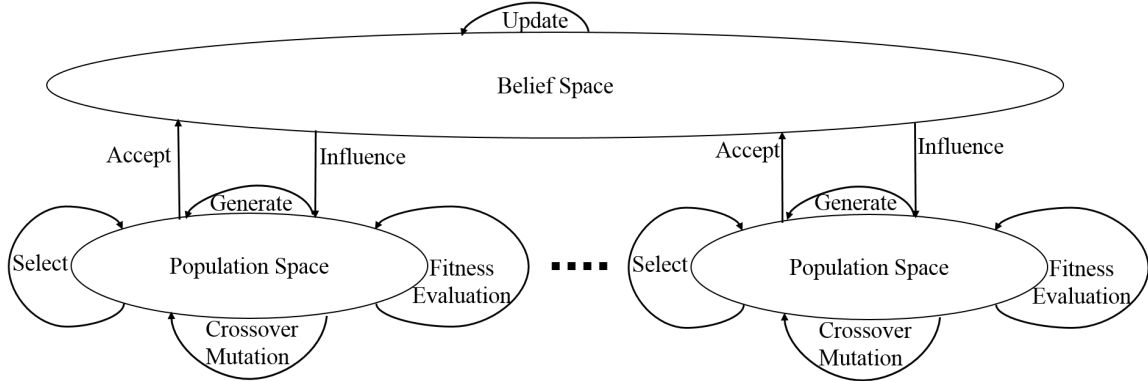 Update
Belief Space
Accept
Influence
Accept
Influence
Generate
Generate
Select
Population Space
Fitness
Evaluation
Select
Population Space
Fitness
Evaluation
Crossover
Mutation
Crossover
Mutation